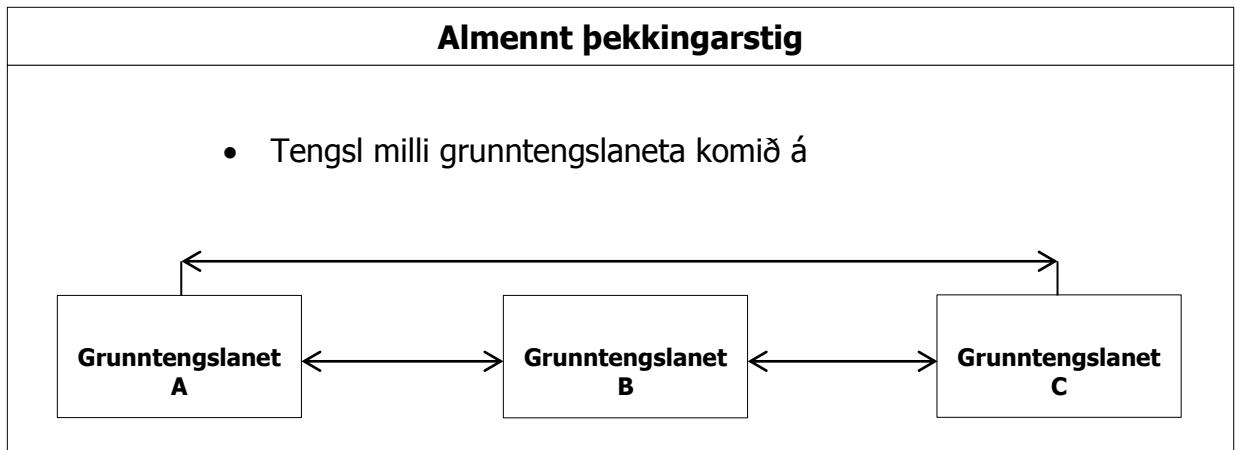 Almennt þekkingarstig
• Tengsl milli grunntengslaneta komið á
Grunntengslanet
A
Grunntengslanet
B
Grunntengslanet
C